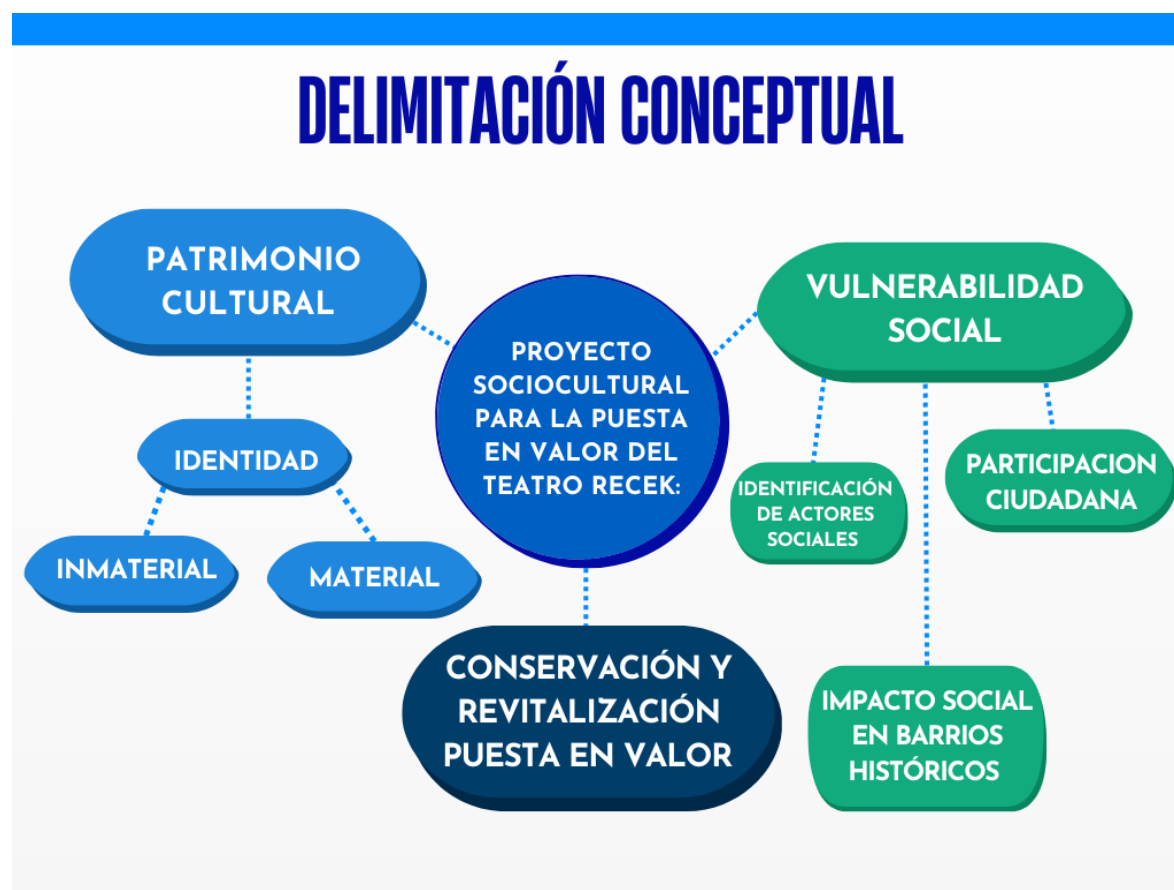 DELIMITACIÓN CONCEPTUAL
PATRIMONIO
CULTURAL
IDENTIDAD
INMATERIAL
MATERIAL
PROYECTO
SOCIOCULTURAL
PARA LA PUESTA
EN VALOR DEL
TEATRO RECEK:
CONSERVACIÓN Y
REVITALIZACIÓN
PUESTA EN VALOR
VULNERABILIDAD
SOCIAL
IDENTIFICACIÓN
DE ACTORES
SOCIALES
PARTICIPACION
CIUDADANA
IMPACTO SOCIAL
EN BARRIOS
HISTÓRICOS